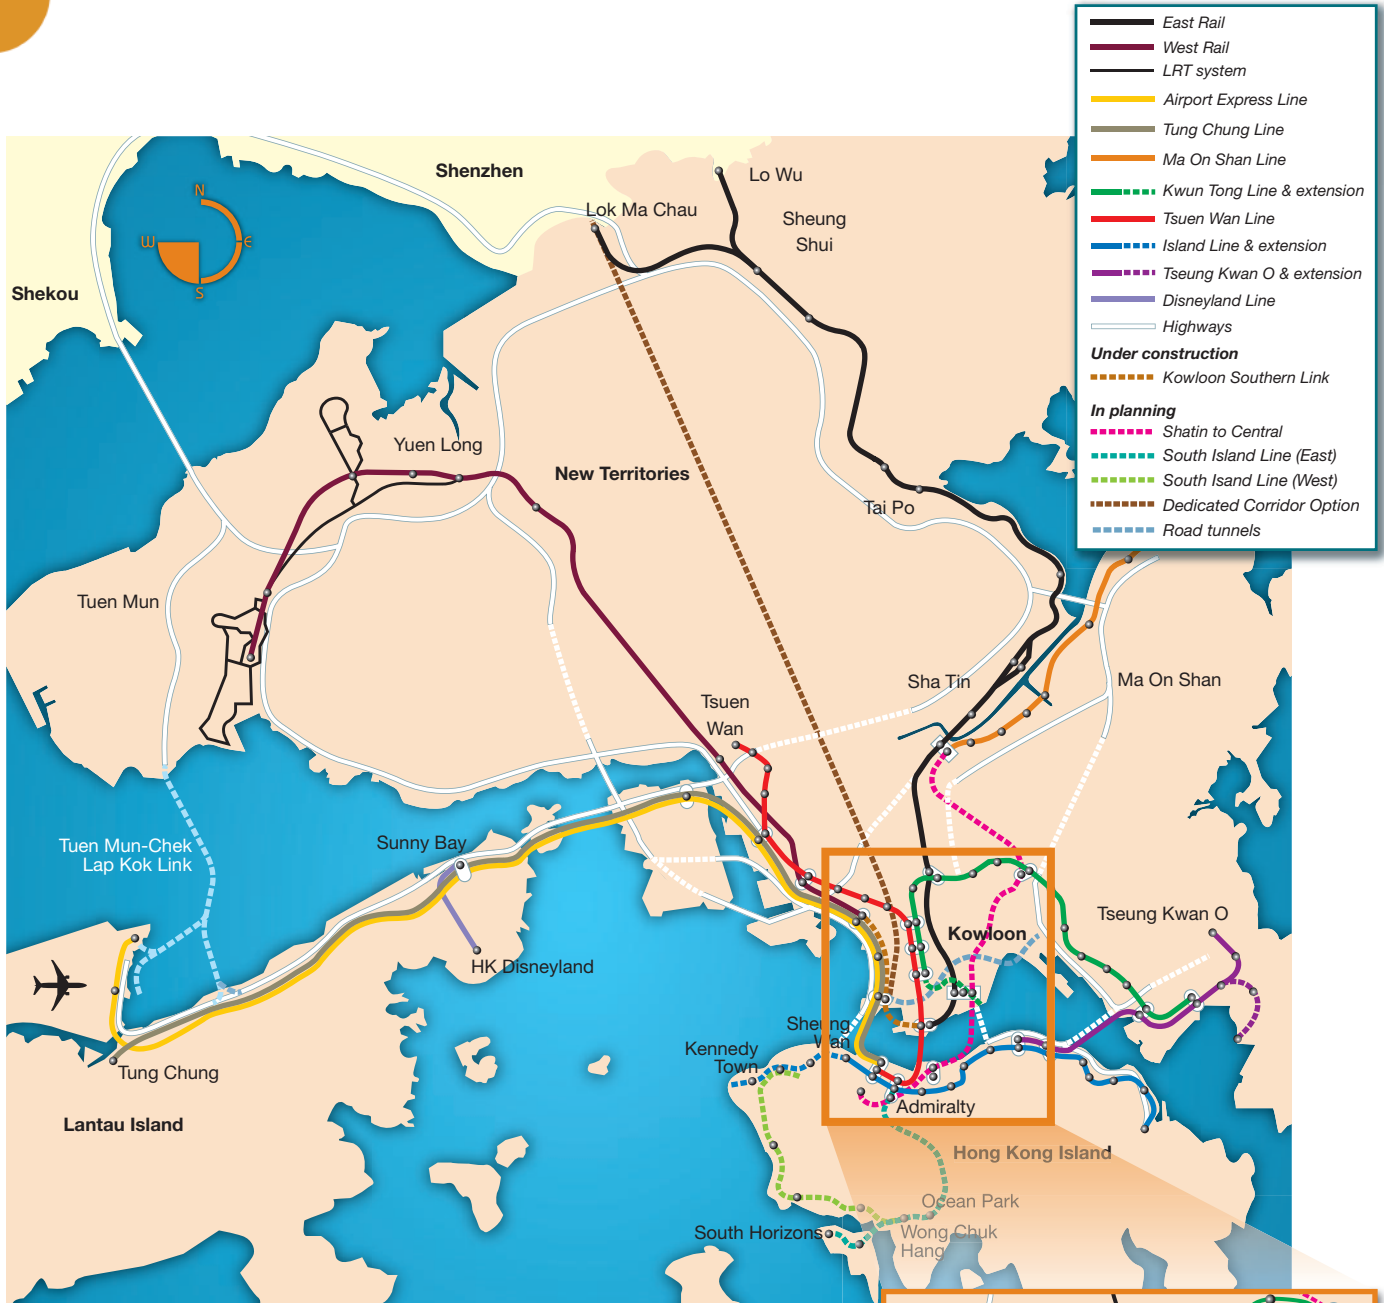 East Rail
West Rail
LRT system
Airport Express Line
Tung Chung Line
Ma On Shan Line
Kwun Tong Line & extension
Tsuen Wan Line
Island Line & extension
Tseung Kwan O & extension
Disneyland Line
Highways
Under construction
Kowloon Southern Link
In planning
Shatin to Central
South Island Line (East)
South Isand Line (West)
Dedicated Corridor Option
Road tunnels
Shenzhen
Lo Wu
N
Lok Ma Chau
Sheung
Shui
W
E
S
Shekou
Yuen Long
New Territories
Tai Po
Tuen Mun
Sha Tin
Ma On Shan
Tsuen
Wan
Sunny Bay
Tuen Mun-Chek
Lap Kok Link
Tseung Kwan O
Kowloon
HK Disneyland
Sheung
Wan
Kennedy
Town
Tung Chung
Admiralty
Lantau Island
Hong Kong Island
Ocean Park
South Horizons
Wong Chuk
Hang